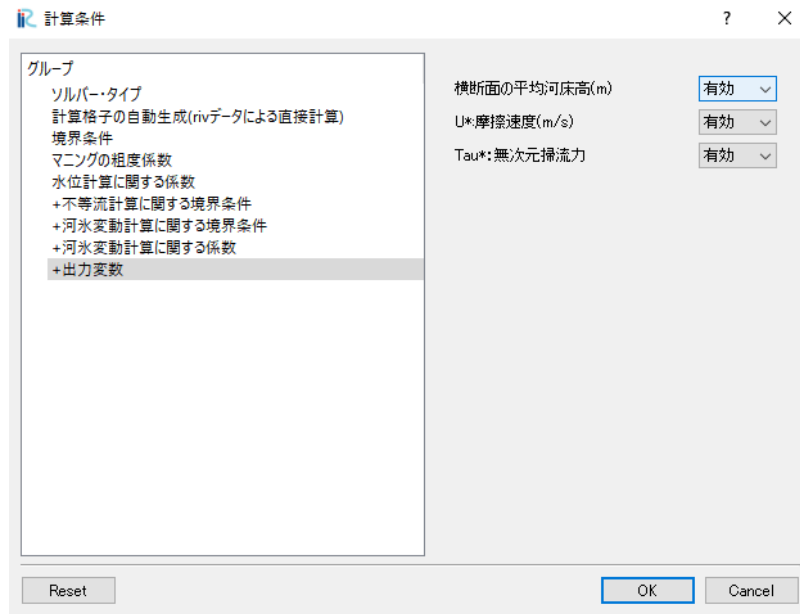 iRC 計算条件 ? ×
グループ
ソルバー・タイプ
計算格子の自動生成(rivデータによる直接計算)
境界条件
マニングの粗度係数
水位計算に関する係数
+不等流計算に関する境界条件
+河氷変動計算に関する境界条件
+河氷変動計算に関する係数
+出力変数
横断面の平均河床高(m) 有効
U*:摩擦速度(m/s) 有効
Tau*:無次元掃流力 有効
Reset OK Cancel